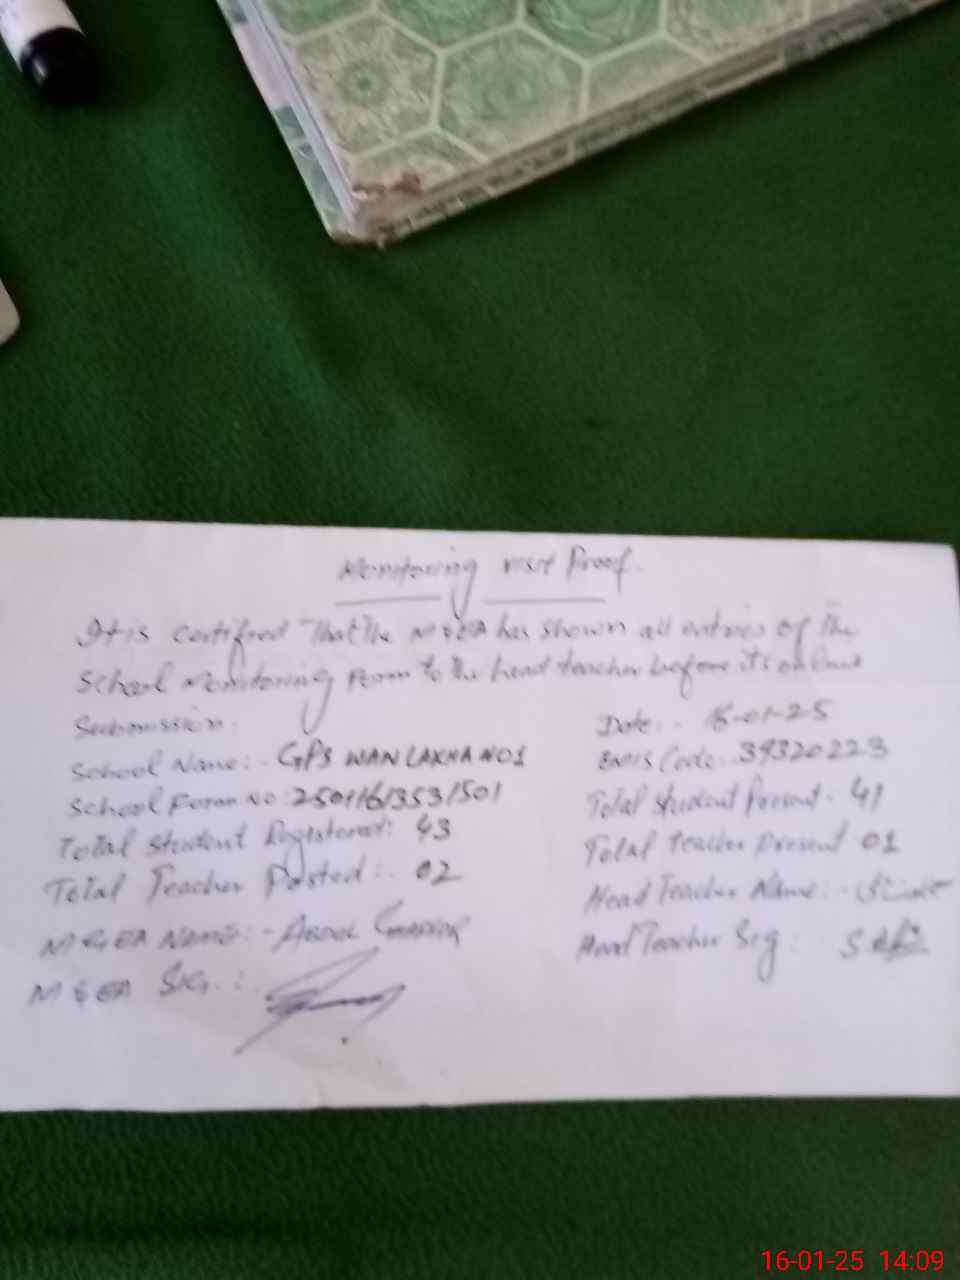 Monitoring visit Proof.
It is certified That The M&EA has shown all entries of The
School Monitoring Form to the head teacher before its online
Submission.
Date:- 16-01-25
School Name:- GPS WAN LAKHA NO1
EMIS Code:- 39320223
School Form No: 250116/353/501
Total Student Present- 41
Total Student Registered: 43
Total Teacher Present 01
Total Teacher Posted:- 02
Head Teacher Name:-
M&EA Name:- ABDUL GHAFFAR
Head Teacher Sig:
M&EA SIG.:
16-01-25 14:09